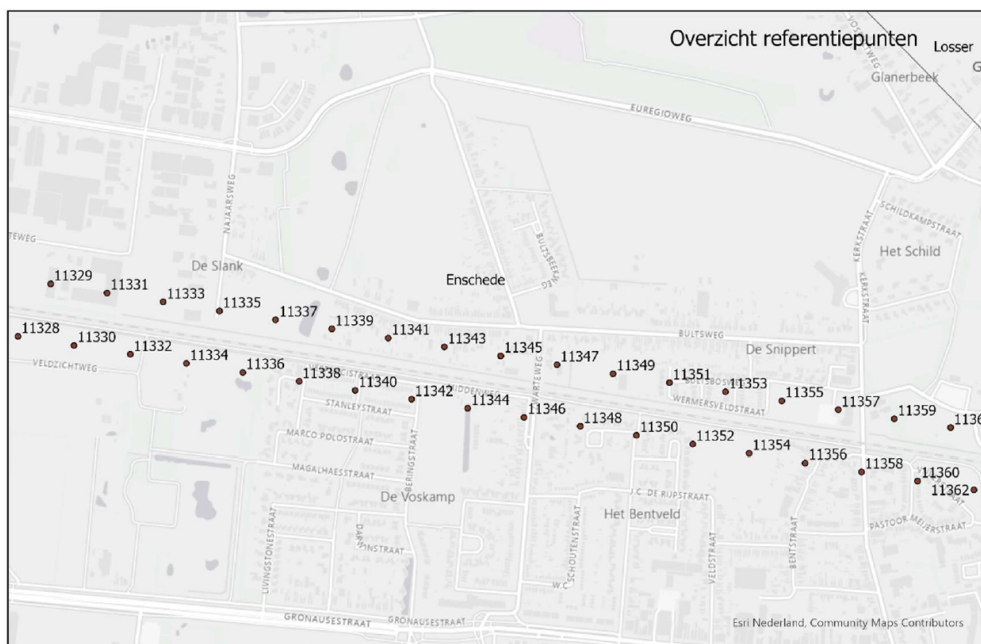 Overzicht referentiepunten
Losser
Glanerbeek
G
EUREGIOWEG
NAJAARSWEG
SCHILDKAMPSTRAAT
KERKSTRAAT
Het Schild
TEWEG
De Slank
BULTSBEEKWEG
Enschede
KERKSTRAAT
11329
11331
11333
11335
11337
11339
11341
11343
11345
11347
11349
11351
11353
11355
11357
11359
1136
BULTSWEG
De Snippert
WERMERSVELDSTRAAT
11328
11330
11332
11334
11336
11338
11340
11342
11344
11346
11348
11350
11352
11354
11356
11358
11360
11362
VELDZICHTWEG
STANLEYSTRAAT
MARCO POLOSTRAAT
MAGALHAESSTRAAT
BERINGSTRAAT
De Voskamp
J.C. DE RIJPSTRAAT
Het Bentveld
PASTOOR MEIJERSTRAAT
BENTSTRAAT
VELDSTRAAT
SCHOUTENSTRAAT
W.C.
LIVINGSTONESTRAAT
GRONAUSESTRAAT
GRONAUSESTRAAT
Esri Nederland, Community Maps Contributors